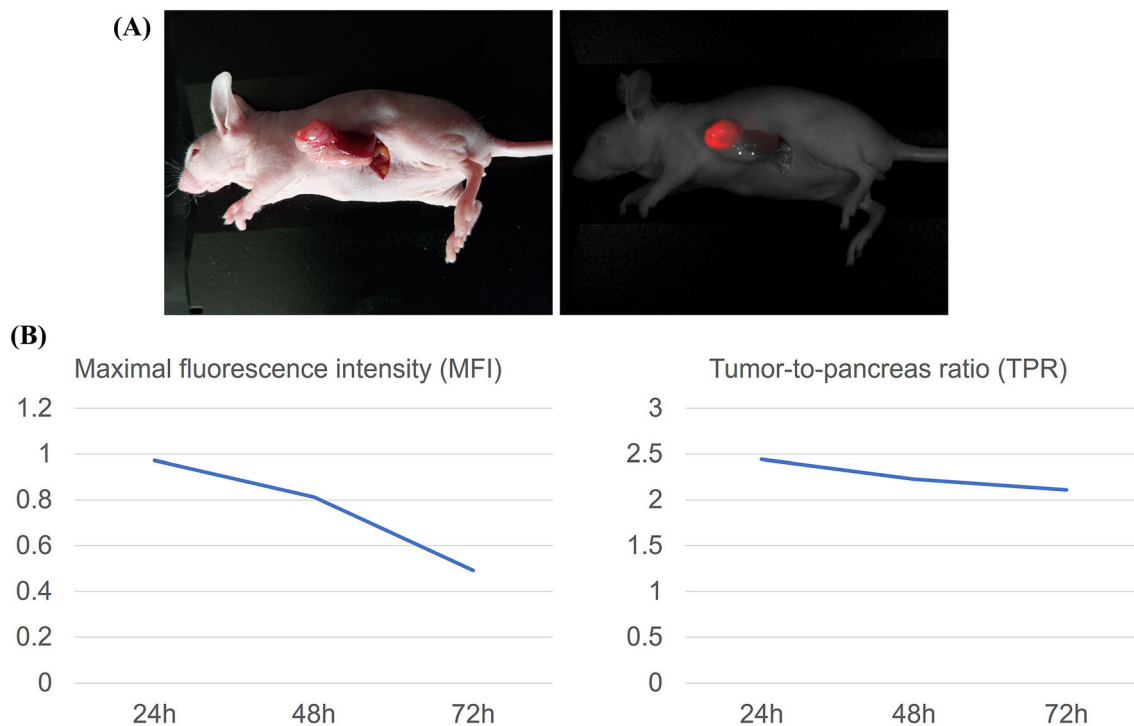 (A)
(B)
Maximal fluorescence intensity (MFI)
1.2
1
0.8
0.6
0.4
0.2
0
24h 48h 72h
Tumor-to-pancreas ratio (TPR)
3
2.5
2
1.5
1
0.5
0
24h 48h 72h